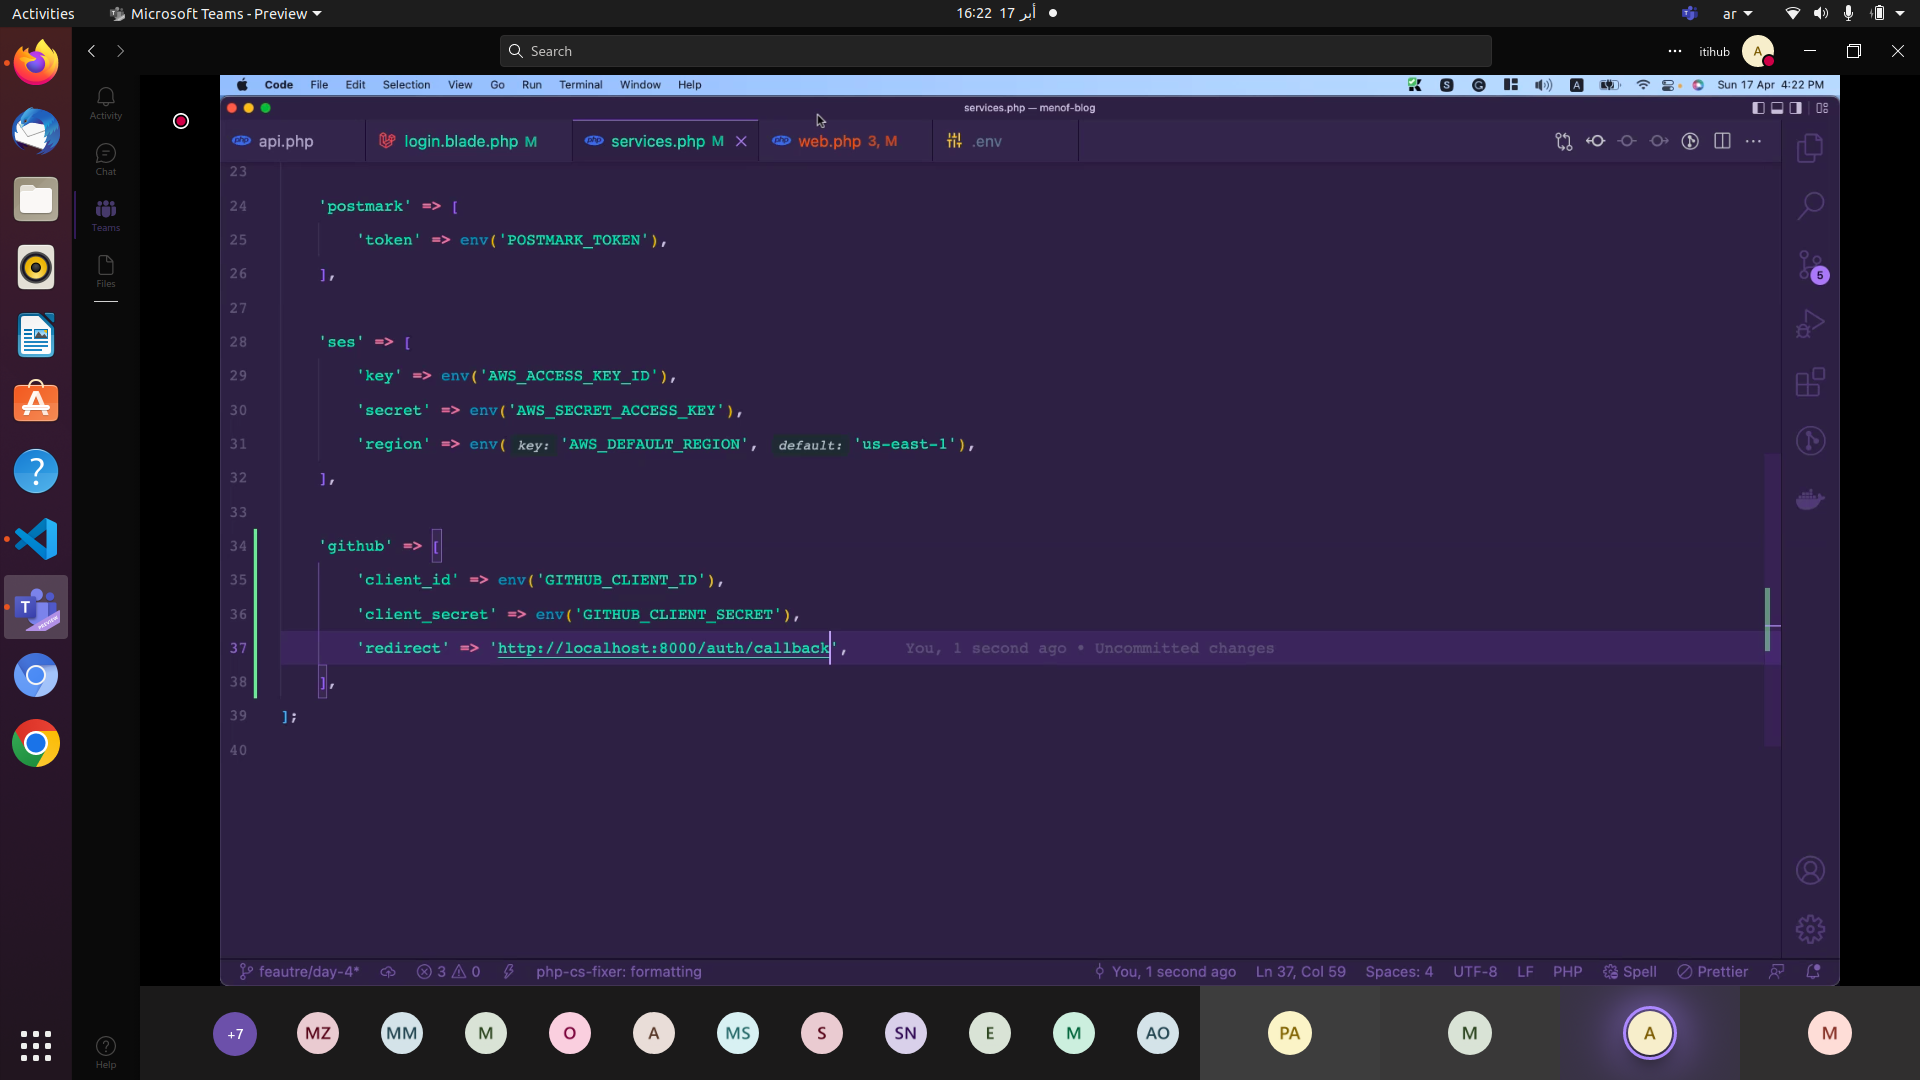 Activities
Microsoft Teams - Preview
16:22 17 أبر
ar
Search
itihub
A
Activity
Chat
Teams
Files
Help
Code File Edit Selection View Go Run Terminal Window Help
Sun 17 Apr 4:22 PM
services.php — menof-blog
api.php
login.blade.php M
services.php M
web.php 3, M
.env
5
23
24 'postmark' => [
25 'token' => env('POSTMARK_TOKEN'),
26 ],
27
28 'ses' => [
29 'key' => env('AWS_ACCESS_KEY_ID'),
30 'secret' => env('AWS_SECRET_ACCESS_KEY'),
31 'region' => env( key: 'AWS_DEFAULT_REGION', default: 'us-east-1'),
32 ],
33
34 'github' => [
35 'client_id' => env('GITHUB_CLIENT_ID'),
36 'client_secret' => env('GITHUB_CLIENT_SECRET'),
37 'redirect' => 'http://localhost:8000/auth/callback', You, 1 second ago • Uncommitted changes
38 ],
39 ];
40
feautre/day-4* 3 0 php-cs-fixer: formatting
You, 1 second ago Ln 37, Col 59 Spaces: 4 UTF-8 LF PHP Spell Prettier
+7 MZ MM M O A MS S SN E M AO PA M A M